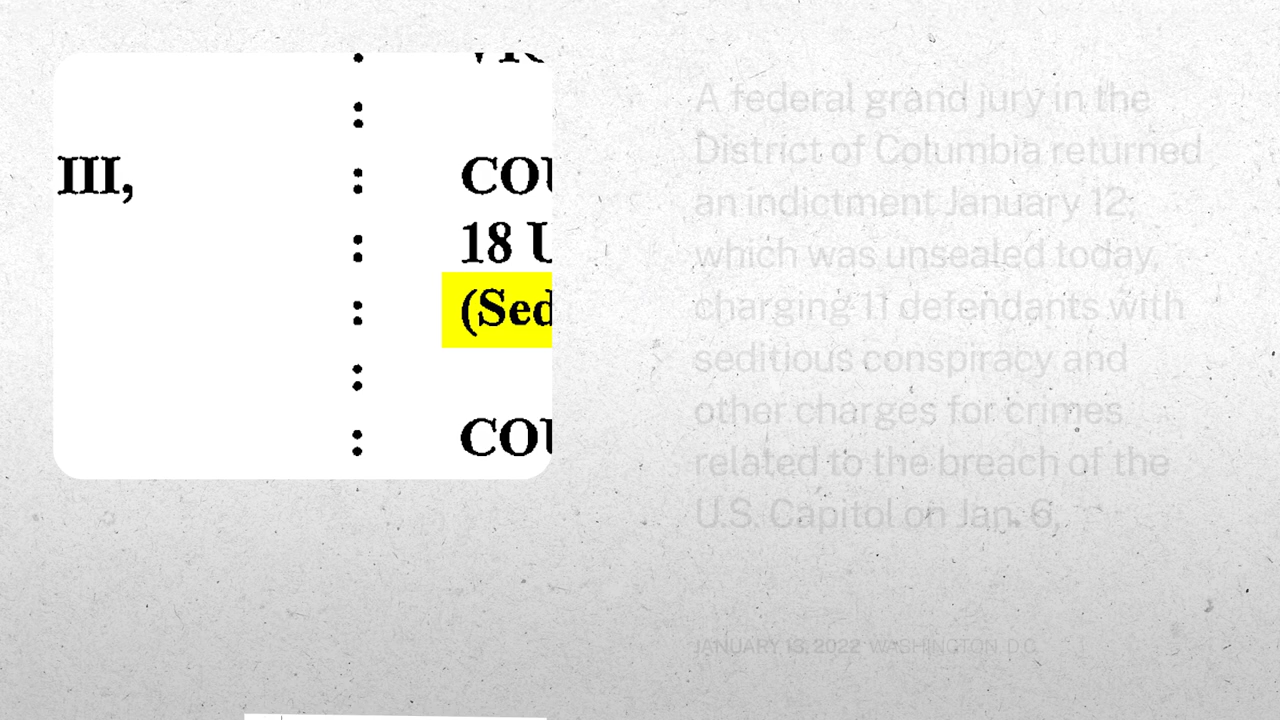 :
:
III, : COU
: 18 U
: (Sed
:
: COU
A federal grand jury in the
District of Columbia returned
an indictment January 12,
which was unsealed today,
charging 11 defendants with
seditious conspiracy and
other charges for crimes
related to the breach of the
U.S. Capitol on Jan. 6,
JANUARY 13, 2022 WASHINGTON D.C.